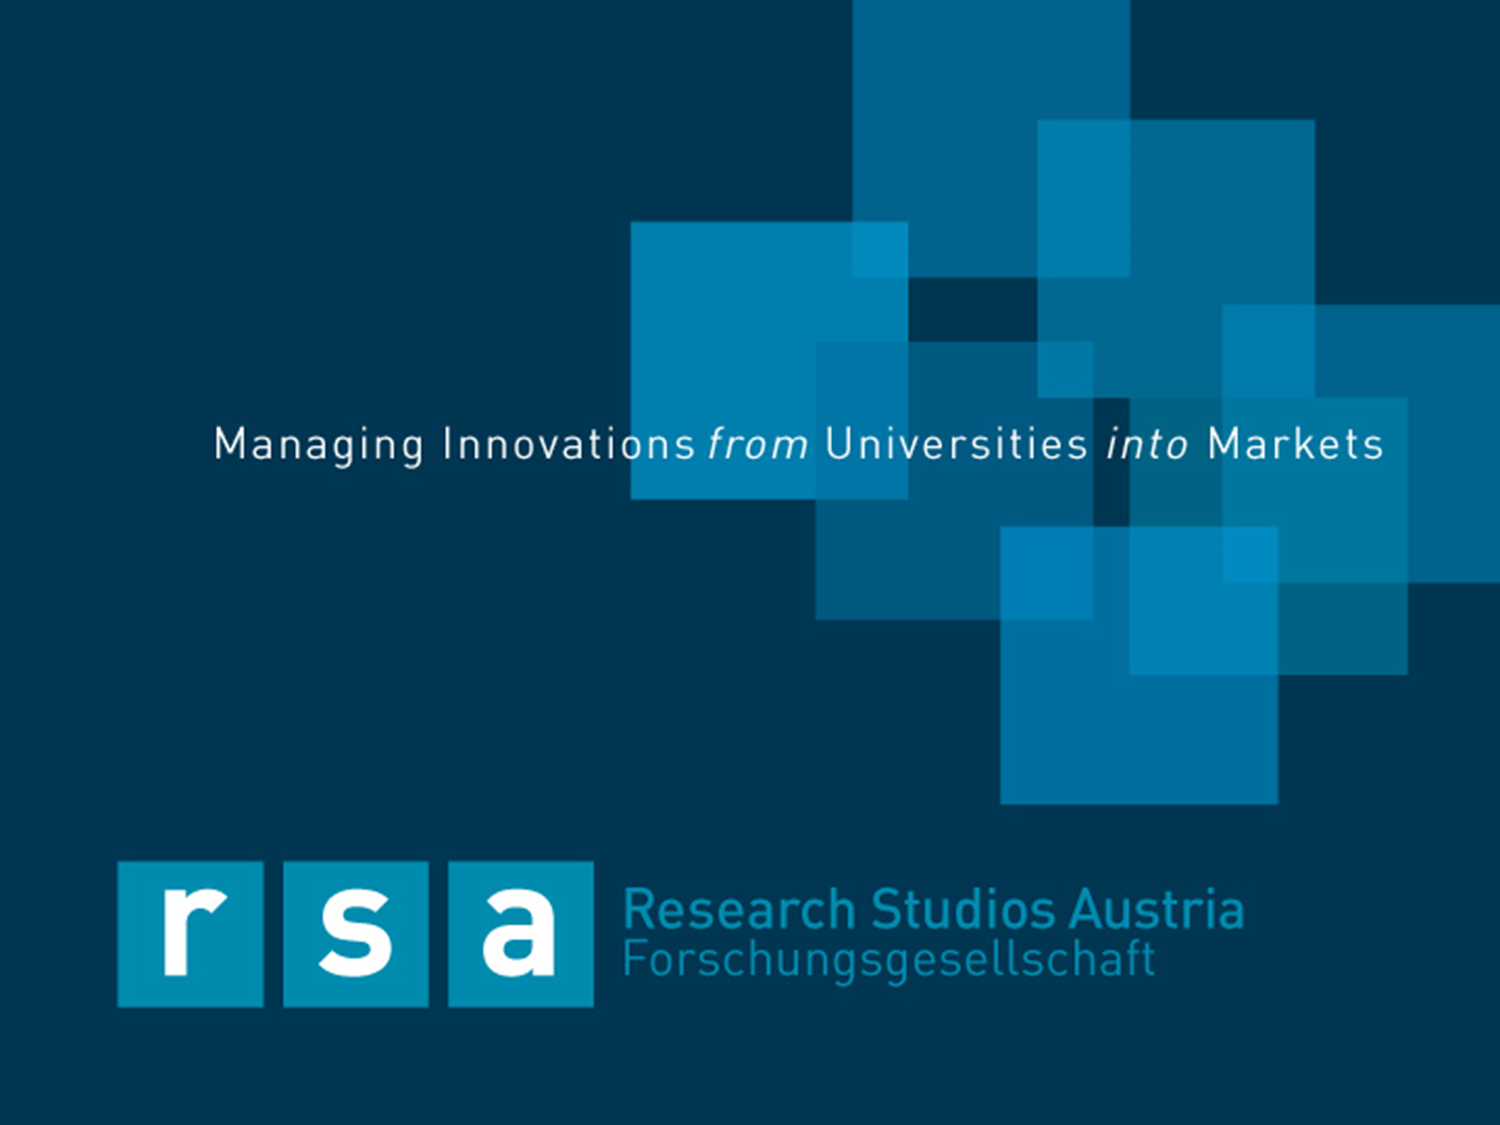 Managing Innovations from Universities into Markets
rsa
Research Studios Austria
Forschungsgesellschaft